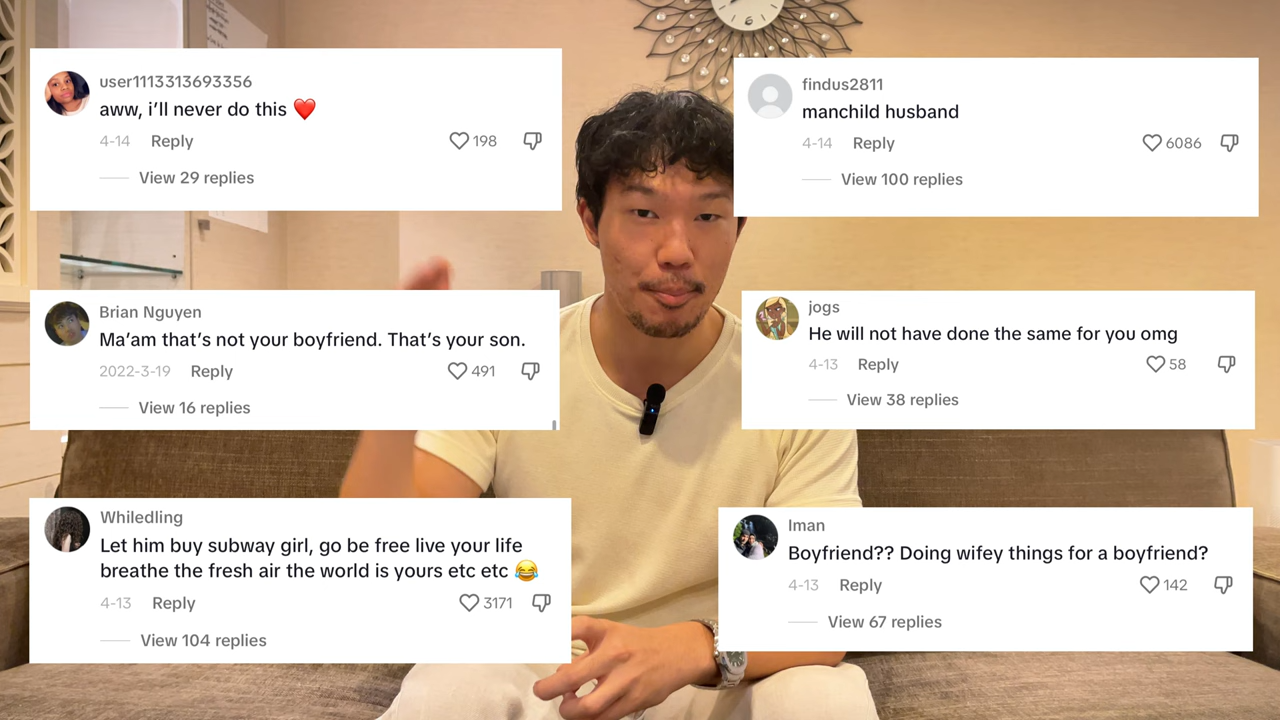 user1113313693356
aww, i'll never do this ❤️
4-14 Reply 198
View 29 replies
findus2811
manchild husband
4-14 Reply 6086
View 100 replies
Brian Nguyen
Ma'am that's not your boyfriend. That's your son.
2022-3-19 Reply 491
View 16 replies
jogs
He will not have done the same for you omg
4-13 Reply 58
View 38 replies
Whiledling
Let him buy subway girl, go be free live your life
breathe the fresh air the world is yours etc etc 😂
4-13 Reply 3171
View 104 replies
Iman
Boyfriend?? Doing wifey things for a boyfriend?
4-13 Reply 142
View 67 replies